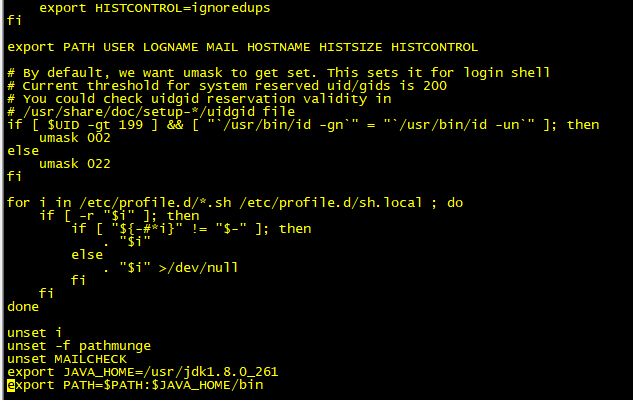 export HISTCONTROL=ignoredups
fi

export PATH USER LOGNAME MAIL HOSTNAME HISTSIZE HISTCONTROL

# By default, we want umask to get set. This sets it for login shell
# Current threshold for system reserved uid/gids is 200
# You could check uidgid reservation validity in
# /usr/share/doc/setup-*/uidgid file
if [ $UID -gt 199 ] && [ "`/usr/bin/id -gn`" = "`/usr/bin/id -un`" ]; then
    umask 002
else
    umask 022
fi

for i in /etc/profile.d/*.sh /etc/profile.d/sh.local ; do
    if [ -r "$i" ]; then
        if [ "${-#*i}" != "$-" ]; then
            . "$i"
        else
            . "$i" >/dev/null
        fi
    fi
done

unset i
unset -f pathmunge
unset MAILCHECK
export JAVA_HOME=/usr/jdk1.8.0_261
export PATH=$PATH:$JAVA_HOME/bin